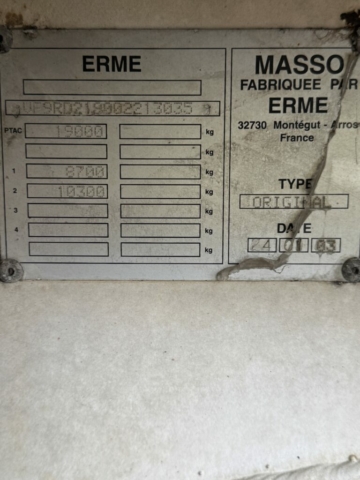 ERME
PTAC 19000 kg
kg
1 8700 kg
2 10300 kg
3 kg
4 kg
kg
MASSO
FABRIQUEE PAR
ERME
32730 Montégut - Arros
France
TYPE
ORIGINAL
DATE
24 01 03